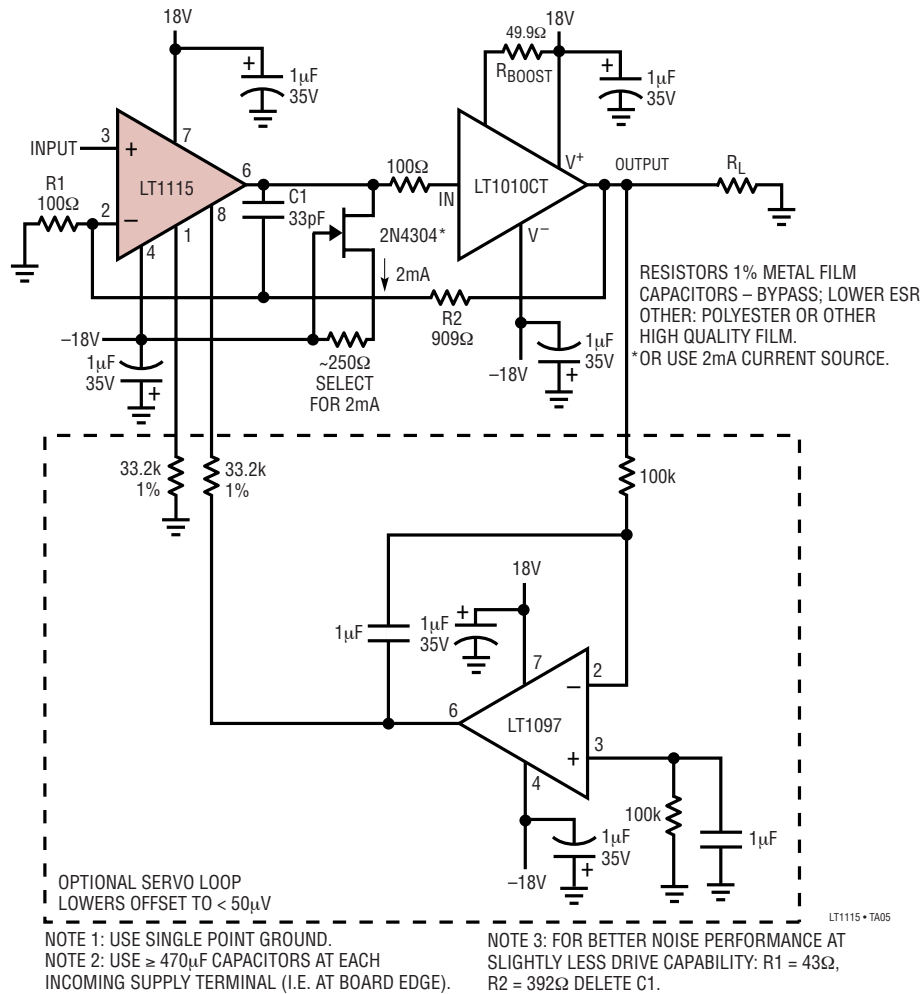 18V
+
1µF
35V
49.9Ω
RBOOST
18V
+
1µF
35V
INPUT
3
+
7
LT1115
6
8
R1
100Ω
2
–
4
1
C1
33pF
100Ω
IN
LT1010CT
V+
V–
OUTPUT
RL
2N4304*
2mA
R2
909Ω
–18V
1µF
35V
+
~250Ω
SELECT
FOR 2mA
–18V
1µF
35V
+
RESISTORS 1% METAL FILM
CAPACITORS – BYPASS; LOWER ESR
OTHER: POLYESTER OR OTHER
HIGH QUALITY FILM.
*OR USE 2mA CURRENT SOURCE.
33.2k
1%
33.2k
1%
100k
18V
1µF
1µF
35V
+
7
2
–
6
LT1097
3
+
4
100k
1µF
1µF
35V
+
–18V
OPTIONAL SERVO LOOP
LOWERS OFFSET TO < 50µV
LT1115 • TA05
NOTE 1: USE SINGLE POINT GROUND.
NOTE 2: USE ≥ 470µF CAPACITORS AT EACH
INCOMING SUPPLY TERMINAL (I.E. AT BOARD EDGE).
NOTE 3: FOR BETTER NOISE PERFORMANCE AT
SLIGHTLY LESS DRIVE CAPABILITY: R1 = 43Ω,
R2 = 392Ω DELETE C1.